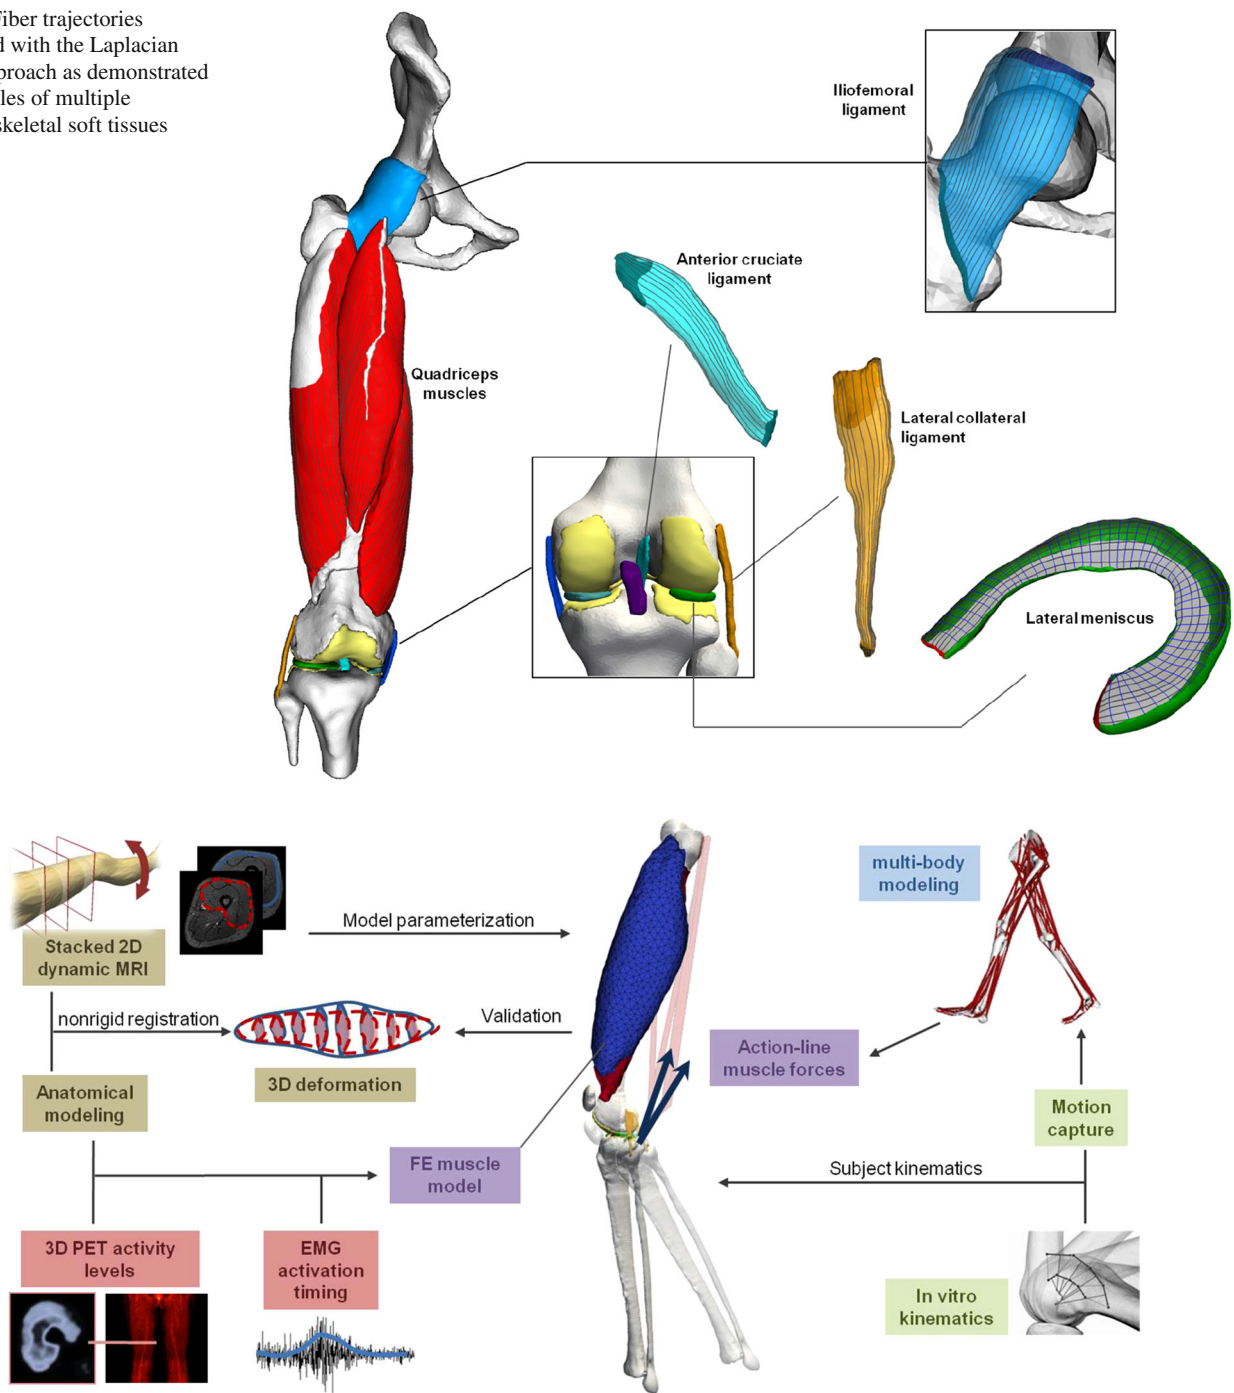 Fiber trajectories
d with the Laplacian
proach as demonstrated
les of multiple
skeletal soft tissues
Iliofemoral
ligament
Anterior cruciate
ligament
Quadriceps
muscles
Lateral collateral
ligament
Lateral meniscus
Stacked 2D
dynamic MRI
Model parameterization
multi-body
modeling
nonrigid registration
Validation
3D deformation
Action-line
muscle forces
Anatomical
modeling
Motion
capture
FE muscle
model
Subject kinematics
3D PET activity
levels
EMG
activation
timing
In vitro
kinematics